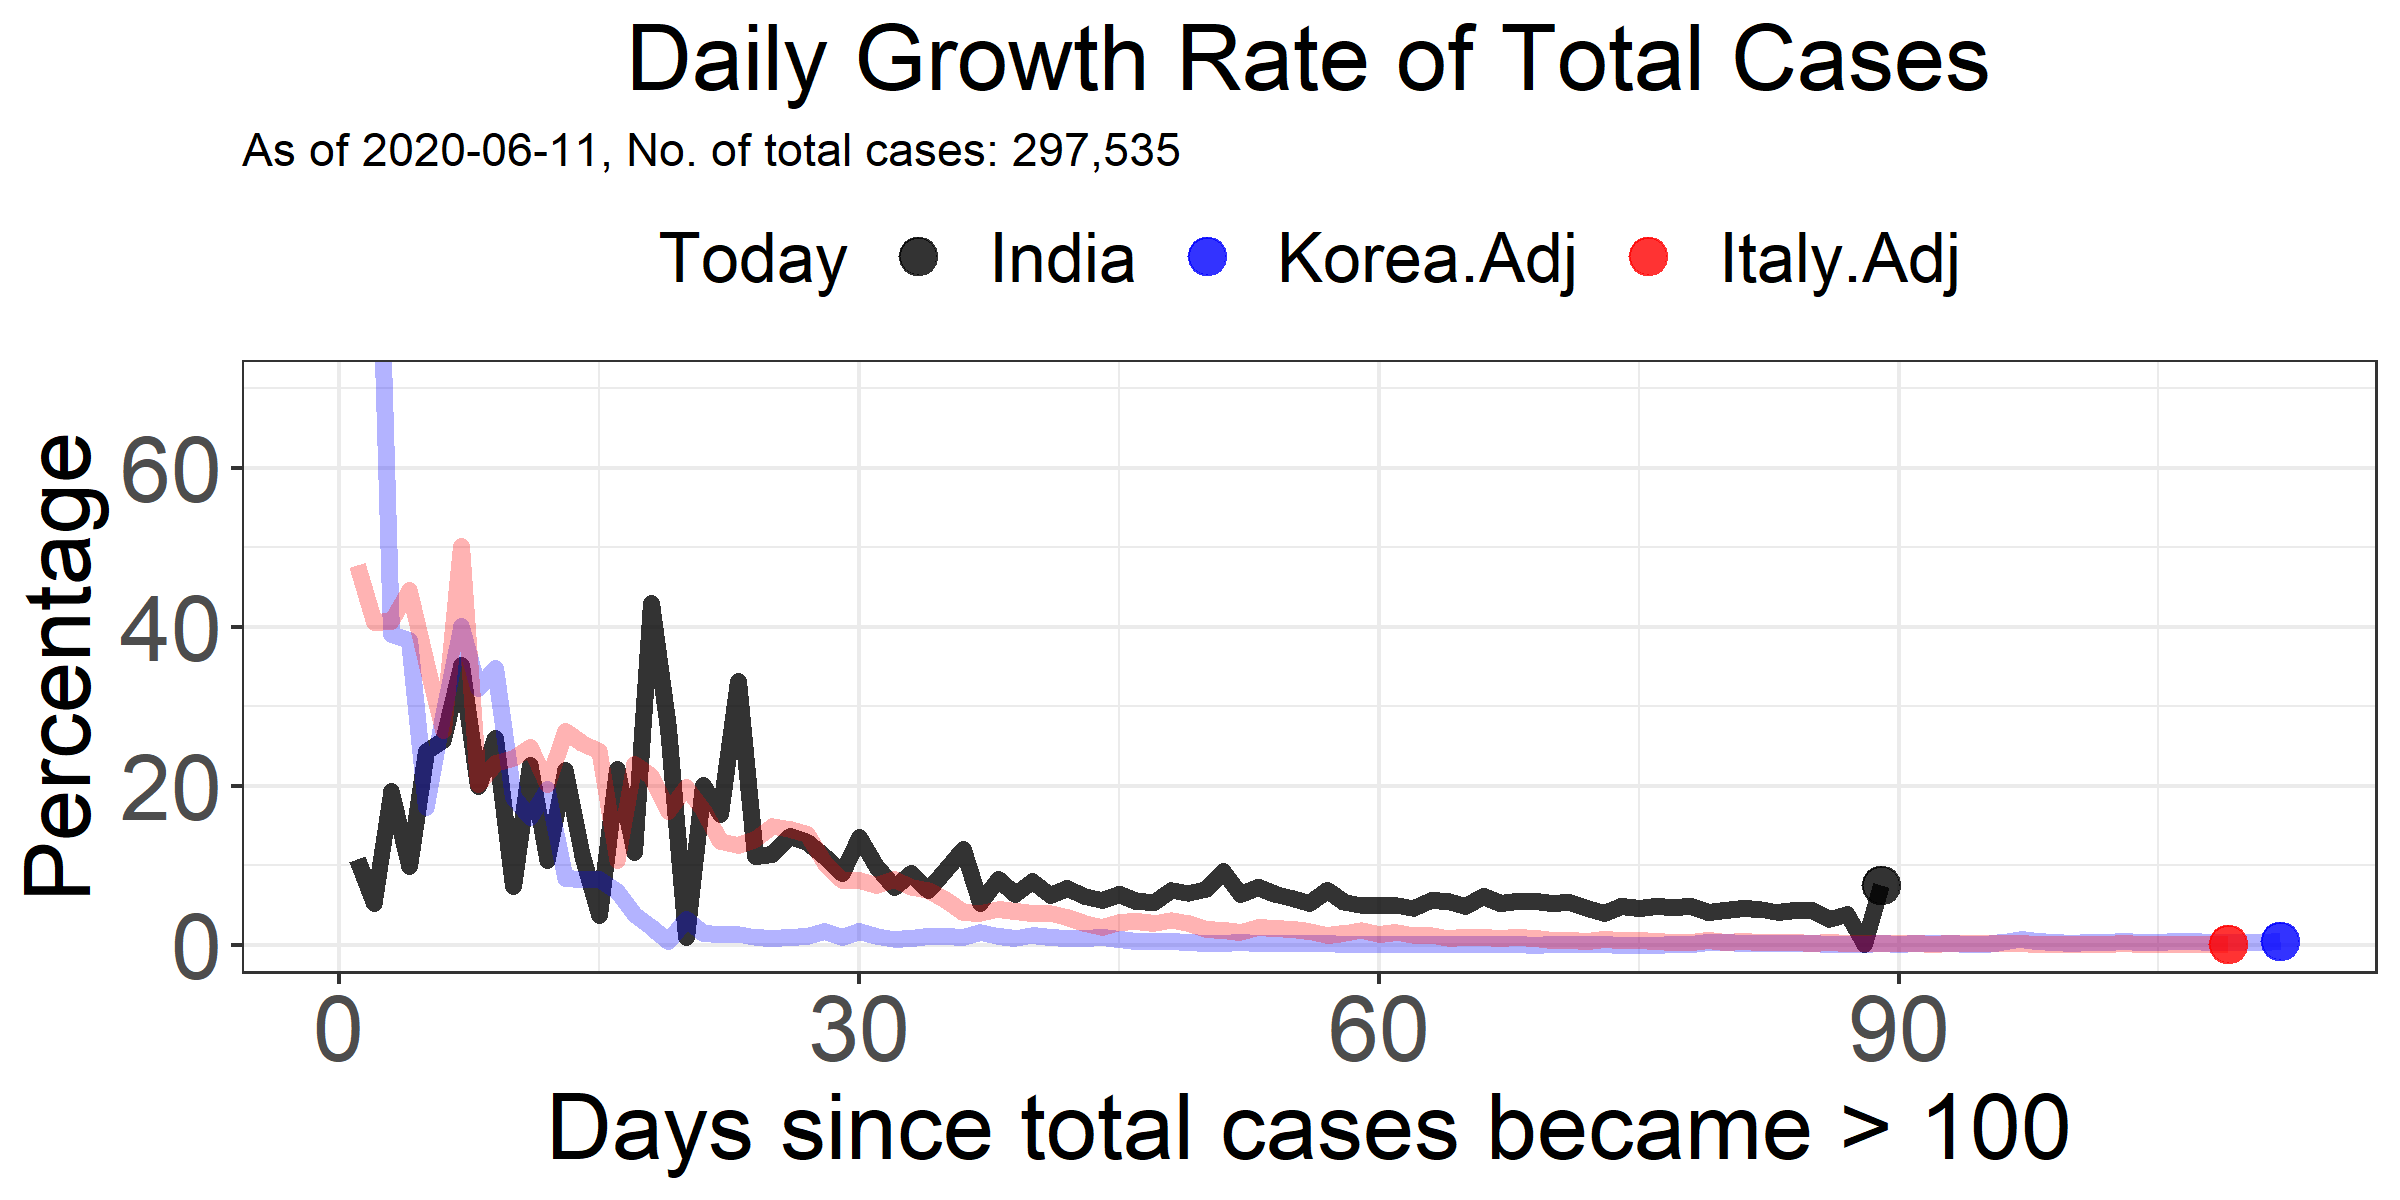 Daily Growth Rate of Total Cases
As of 2020-06-11, No. of total cases: 297,535
Today India Korea.Adj Italy.Adj
Percentage
60
40
20
0
0 30 60 90
Days since total cases became > 100